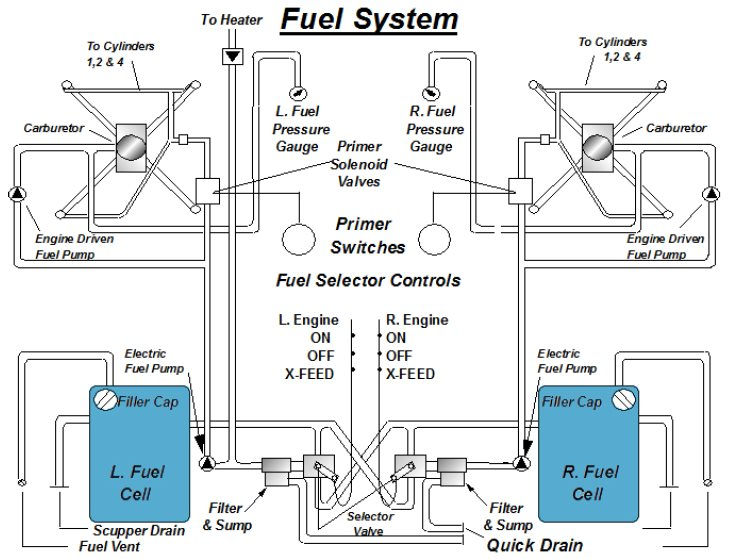 Fuel System
To Heater
To Cylinders
1,2 & 4
To Cylinders
1,2 & 4
Carburetor
L. Fuel
Pressure
Gauge
R. Fuel
Pressure
Gauge
Carburetor
Primer
Solenoid
Valves
Primer
Switches
Engine Driven
Fuel Pump
Engine Driven
Fuel Pump
Fuel Selector Controls
L. Engine
ON
OFF
X-FEED
R. Engine
ON
OFF
X-FEED
Electric
Fuel Pump
Electric
Fuel Pump
Filler Cap
Filler Cap
L. Fuel
Cell
R. Fuel
Cell
Filter
& Sump
Selector
Valve
Filter
& Sump
Scupper Drain
Fuel Vent
Quick Drain